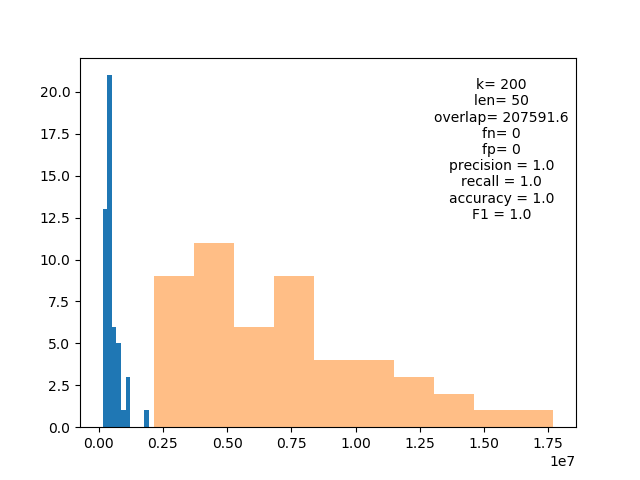 k= 200
len= 50
overlap= 207591.6
fn= 0
fp= 0
precision = 1.0
recall = 1.0
accuracy = 1.0
F1 = 1.0
20.0
17.5
15.0
12.5
10.0
7.5
5.0
2.5
0.0
0.00 0.25 0.50 0.75 1.00 1.25 1.50 1.75
1e7